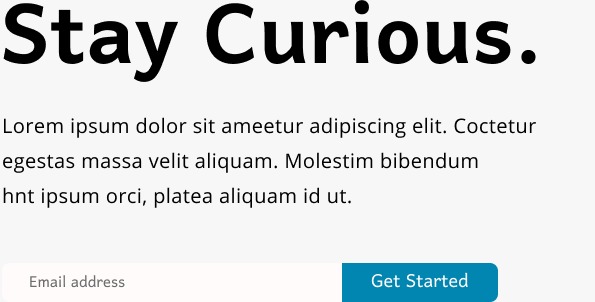 Stay Curious.
Lorem ipsum dolor sit ameetur adipiscing elit. Coctetur
egestas massa velit aliquam. Molestim bibendum
hnt ipsum orci, platea aliquam id ut.
Email address
Get Started